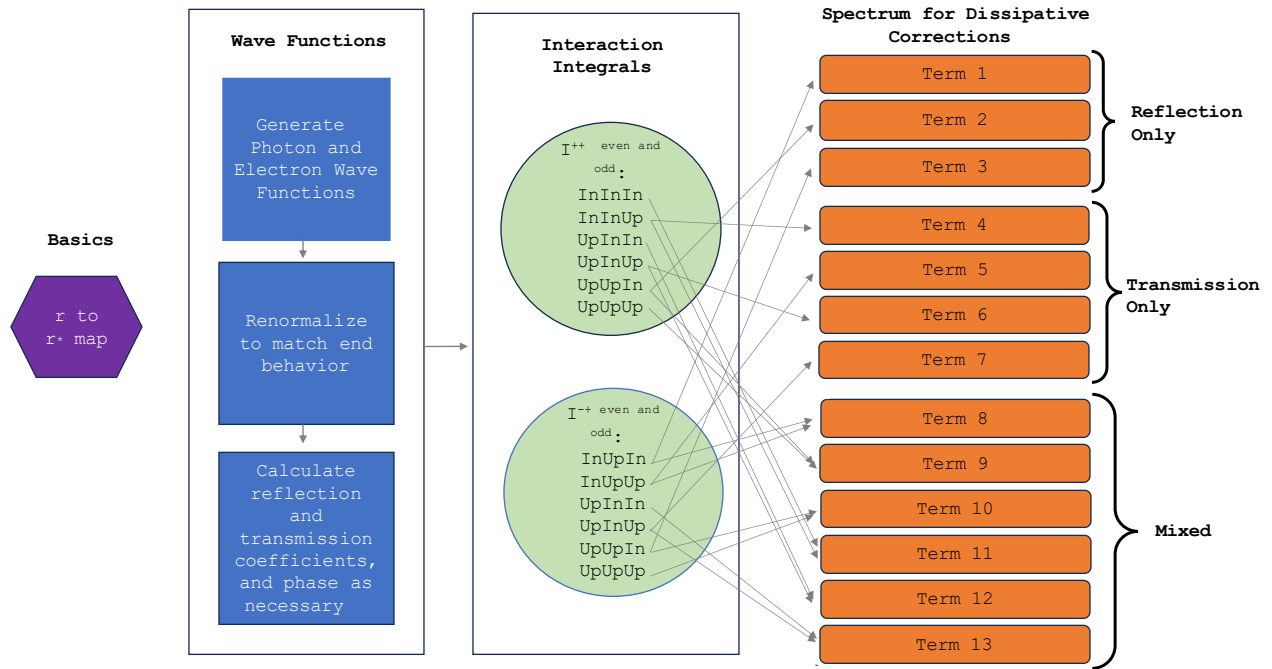 Basics
r to
r* map
Wave Functions
Generate
Photon and
Electron Wave
Functions
Renormalize
to match end
behavior
Calculate
reflection
and
transmission
coefficients,
and phase as
necessary
Interaction
Integrals
I++ even and
odd:
InInIn
InInUp
UpInIn
UpInUp
UpUpIn
UpUpUp
I-+ even and
odd:
InUpIn
InUpUp
UpInIn
UpInUp
UpUpIn
UpUpUp
Spectrum for Dissipative
Corrections
Term 1
Term 2
Term 3
Term 4
Term 5
Term 6
Term 7
Term 8
Term 9
Term 10
Term 11
Term 12
Term 13
Reflection
Only
Transmission
Only
Mixed